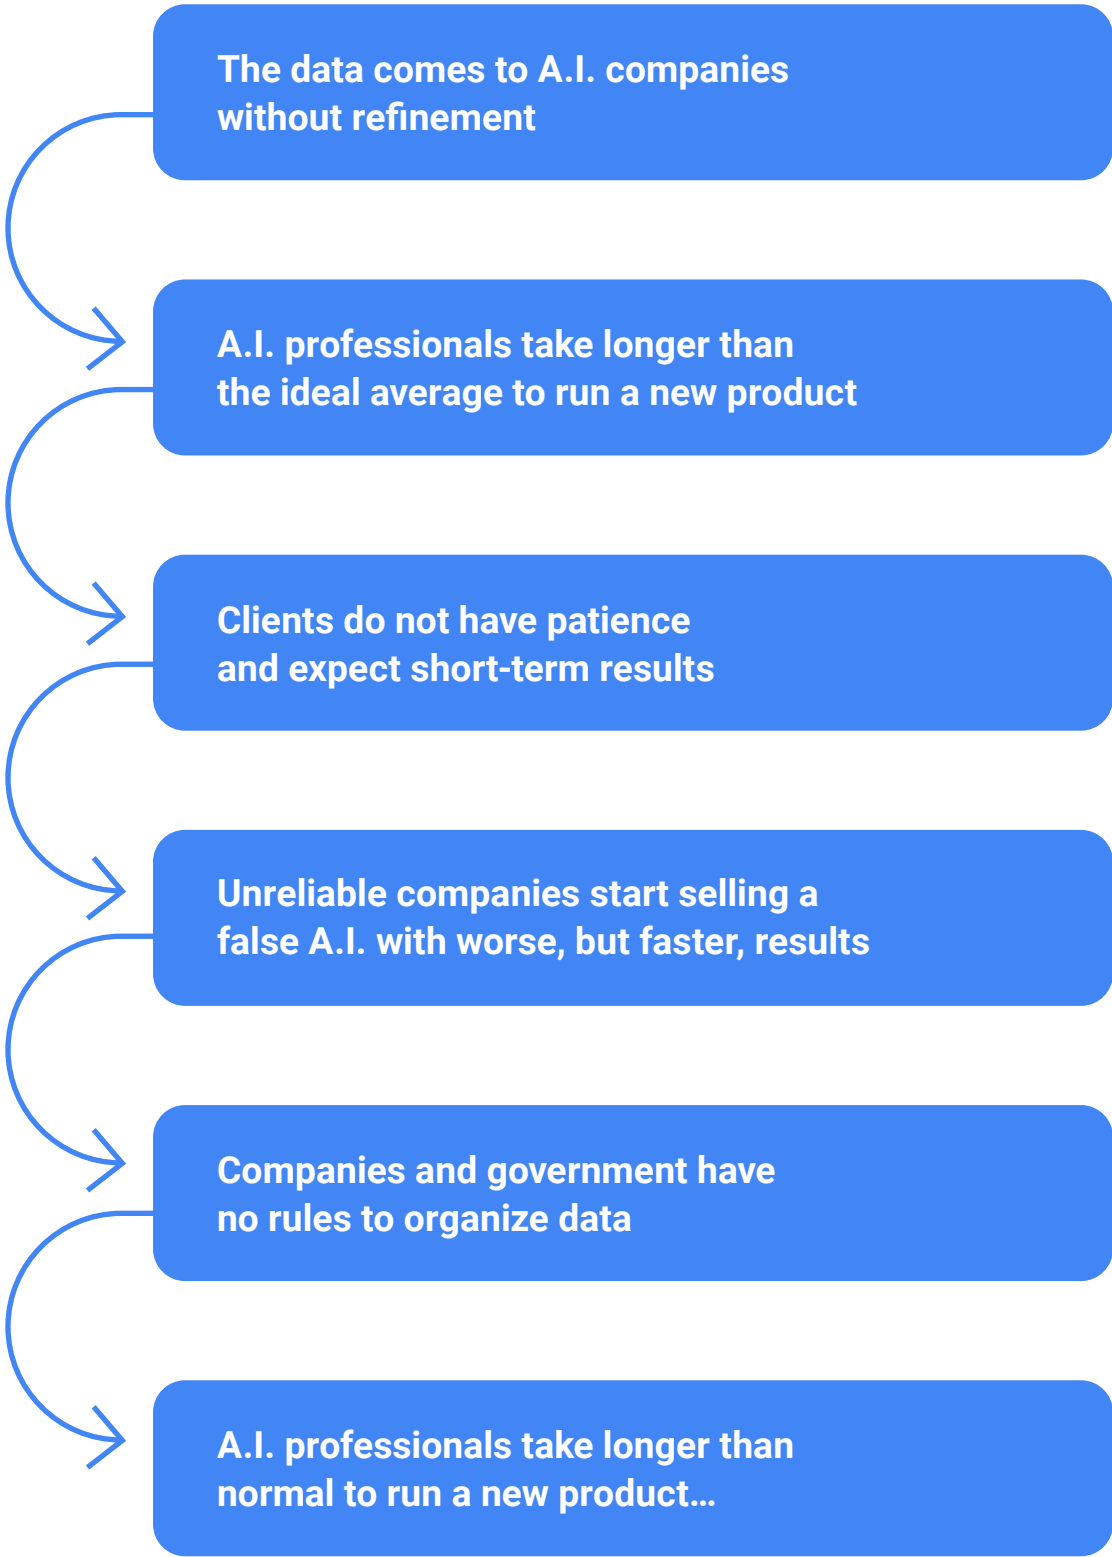 The data comes to A.I. companies
without refinement
A.I. professionals take longer than
the ideal average to run a new product
Clients do not have patience
and expect short-term results
Unreliable companies start selling a
false A.I. with worse, but faster, results
Companies and government have
no rules to organize data
A.I. professionals take longer than
normal to run a new product…